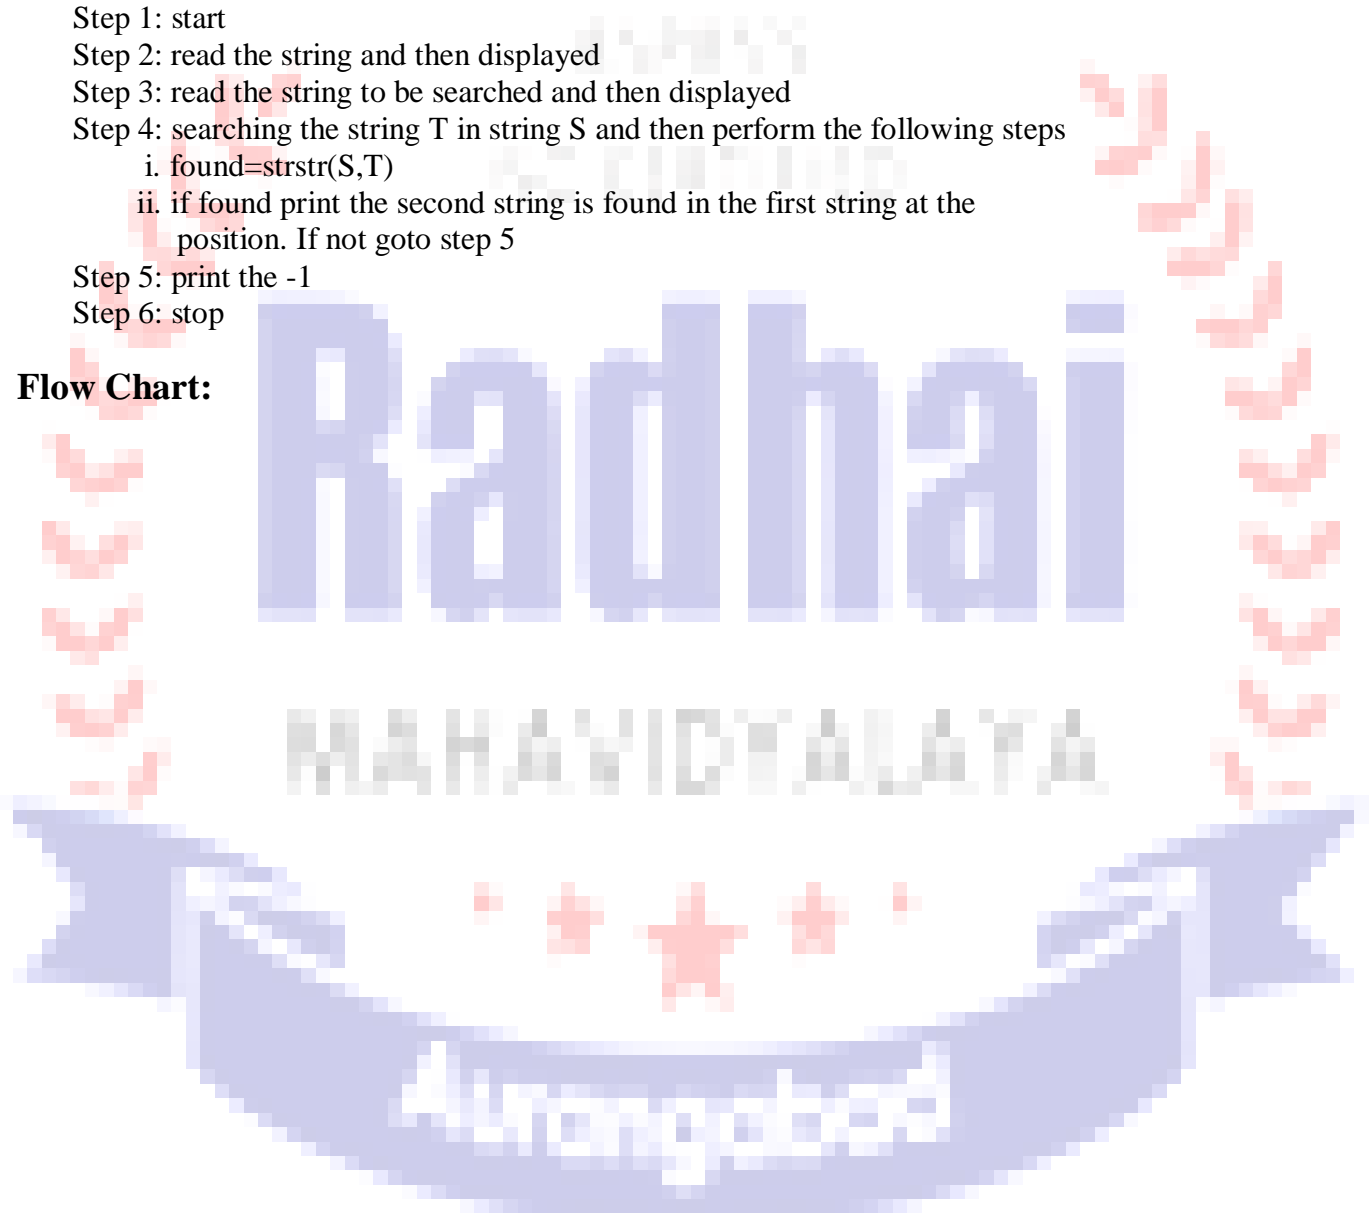 Step 1: start
Step 2: read the string and then displayed
Step 3: read the string to be searched and then displayed
Step 4: searching the string T in string S and then perform the following steps
i. found=strstr(S,T)
ii. if found print the second string is found in the first string at the
position. If not goto step 5
Step 5: print the -1
Step 6: stop
Flow Chart:
Radhai
MAHAVIDYALAYA
Aurangabad